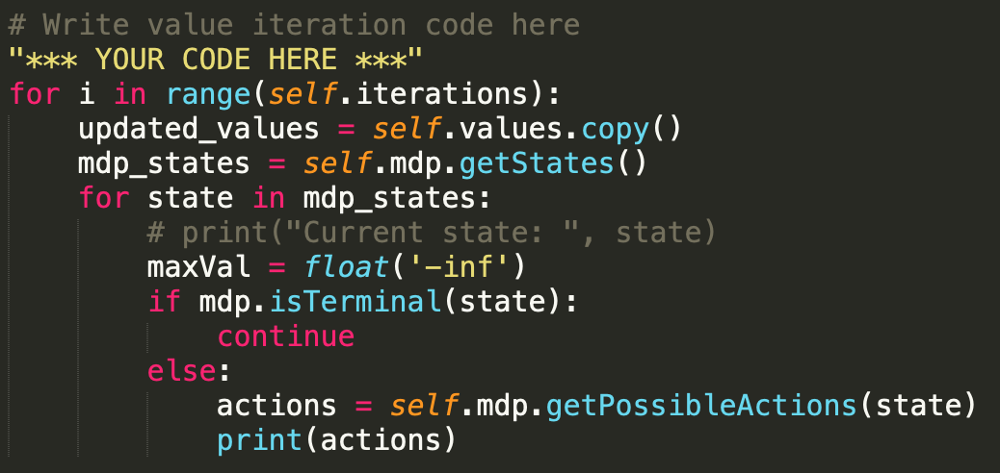 # Write value iteration code here
"*** YOUR CODE HERE ***"
for i in range(self.iterations):
    updated_values = self.values.copy()
    mdp_states = self.mdp.getStates()
    for state in mdp_states:
        # print("Current state: ", state)
        maxVal = float('-inf')
        if mdp.isTerminal(state):
            continue
        else:
            actions = self.mdp.getPossibleActions(state)
            print(actions)